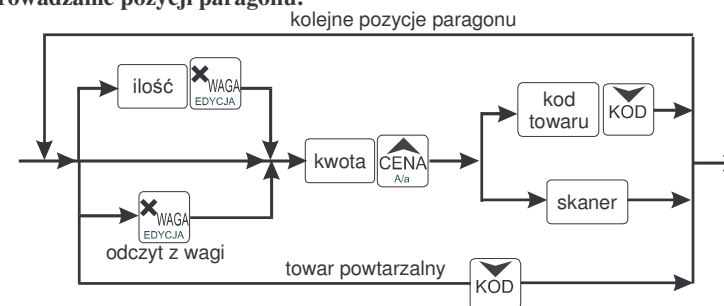 rowadzanie pozycji paragonu:
kolejne pozycje paragonu
ilość
WAGA
EDYCJA
kod
towaru
KOD
kwota
CENA
A/a
skaner
WAGA
EDYCJA
odczyt z wagi
towar powtarzalny
KOD